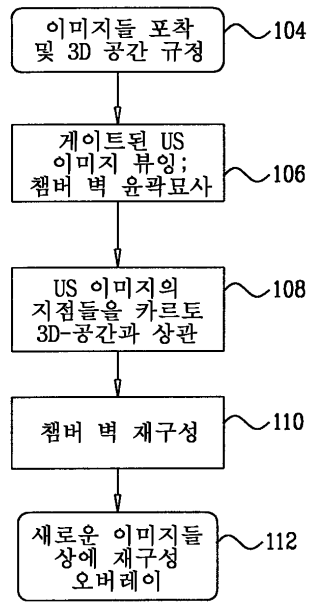 이미지들 포착
및 3D 공간 규정
104
게이트된 US
이미지 뷰잉;
챔버 벽 윤곽묘사
106
US 이미지의
지점들을 카르토
3D-공간과 상관
108
챔버 벽 재구성
110
새로운 이미지들
상에 재구성
오버레이
112